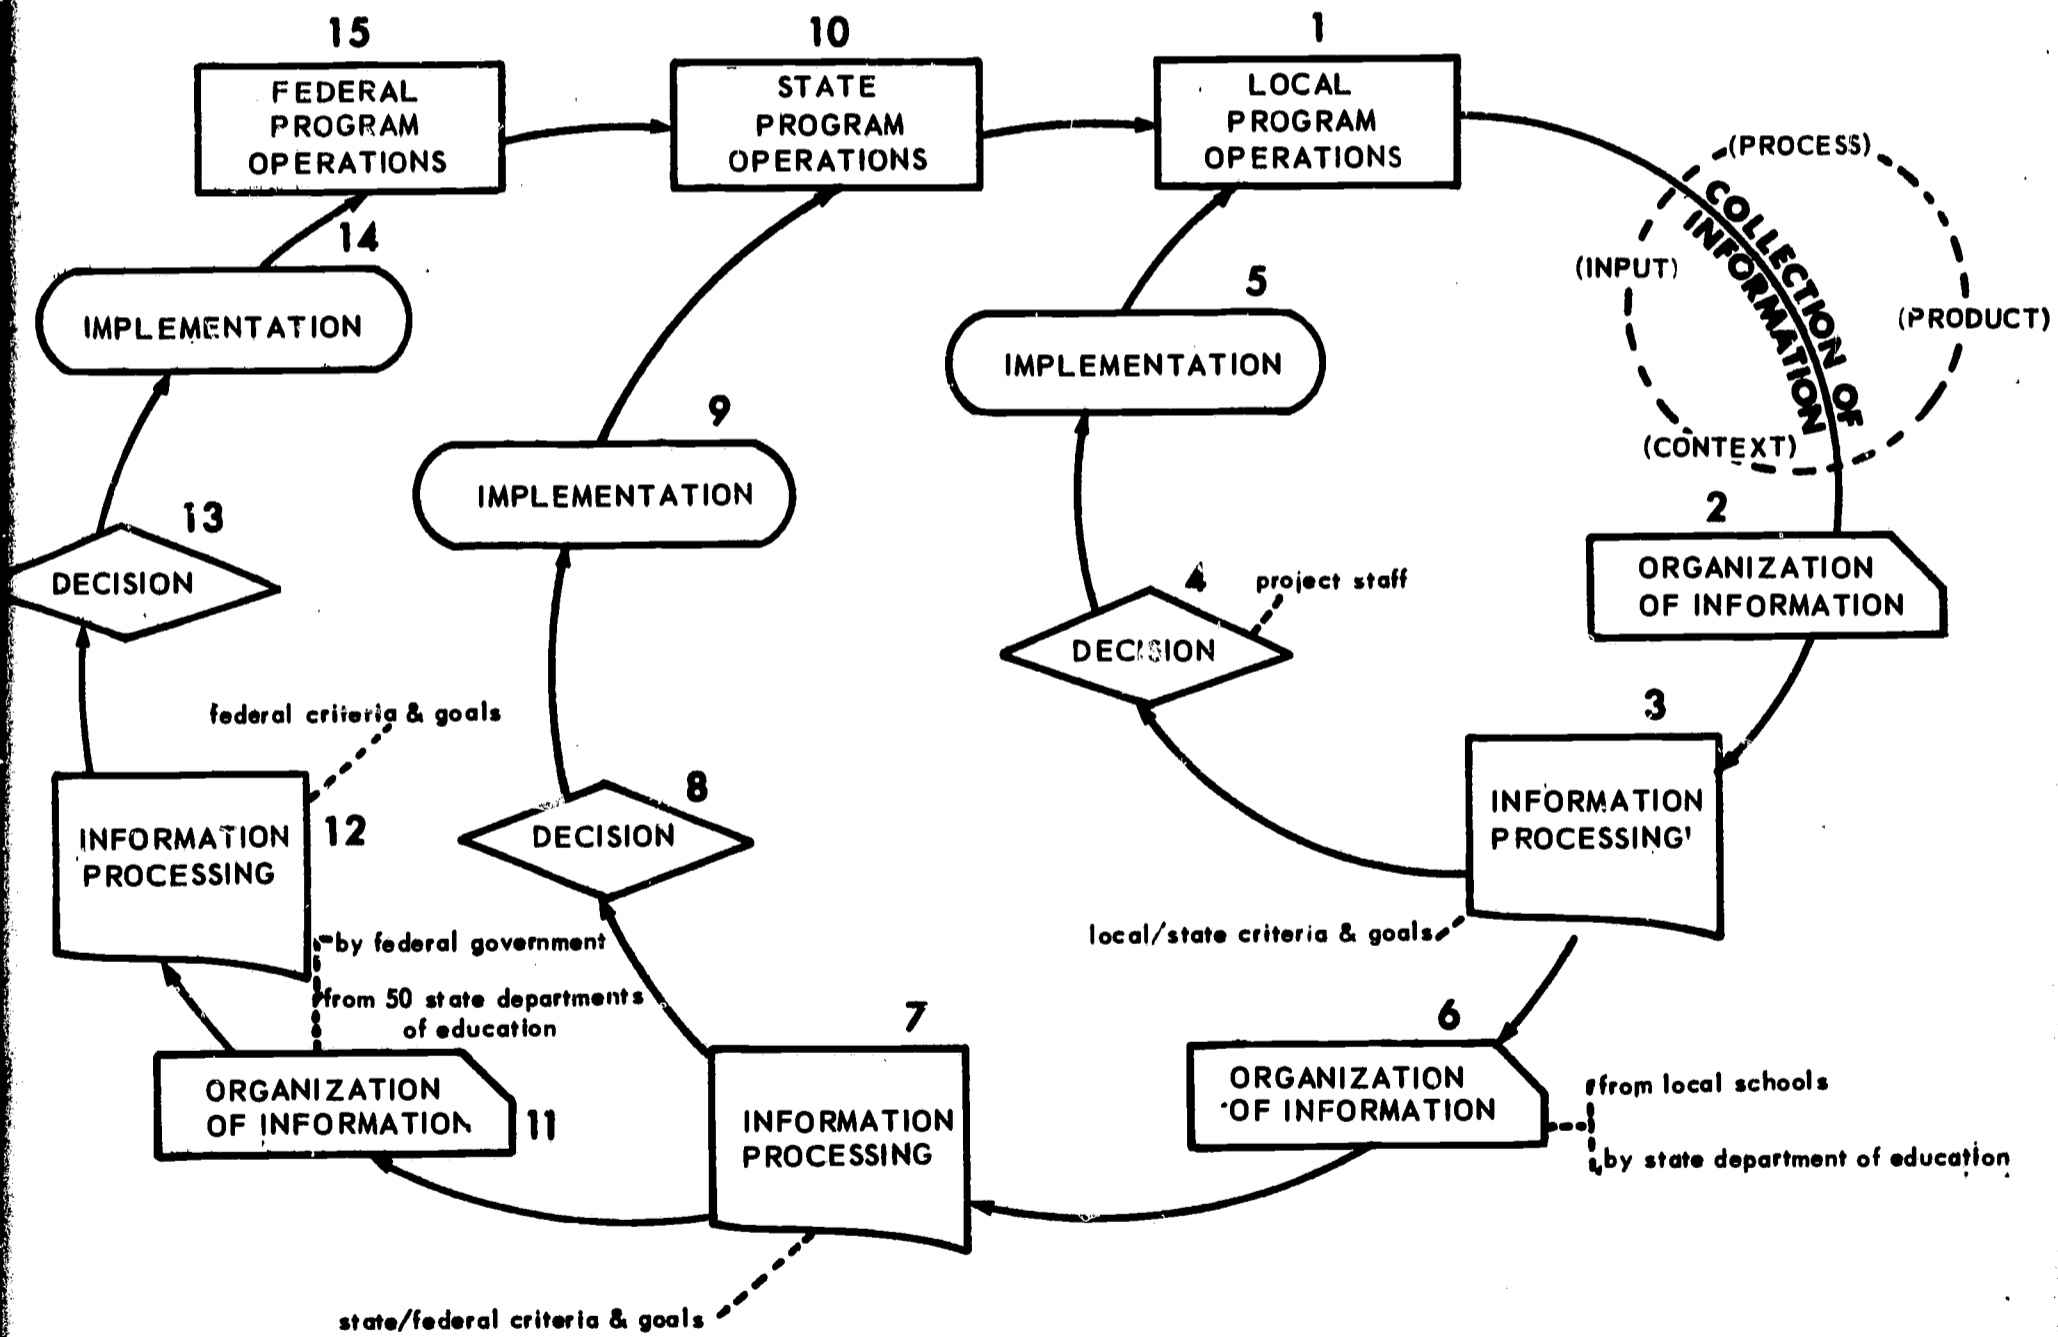 15
FEDERAL
PROGRAM
OPERATIONS
10
STATE
PROGRAM
OPERATIONS
1
LOCAL
PROGRAM
OPERATIONS
(PROCESS)
COLLECTION OF
INFORMATION
(INPUT)
(PRODUCT)
(CONTEXT)
14
IMPLEMENTATION
5
IMPLEMENTATION
9
IMPLEMENTATION
13
DECISION
2
ORGANIZATION
OF INFORMATION
4
project staff
DECISION
3
INFORMATION
PROCESSING
federal criteria & goals
8
DECISION
12
INFORMATION
PROCESSING
local/state criteria & goals
by federal government
from 50 state departments
of education
7
INFORMATION
PROCESSING
6
ORGANIZATION
OF INFORMATION
from local schools
by state department of education
ORGANIZATION
OF INFORMATION
11
state/federal criteria & goals